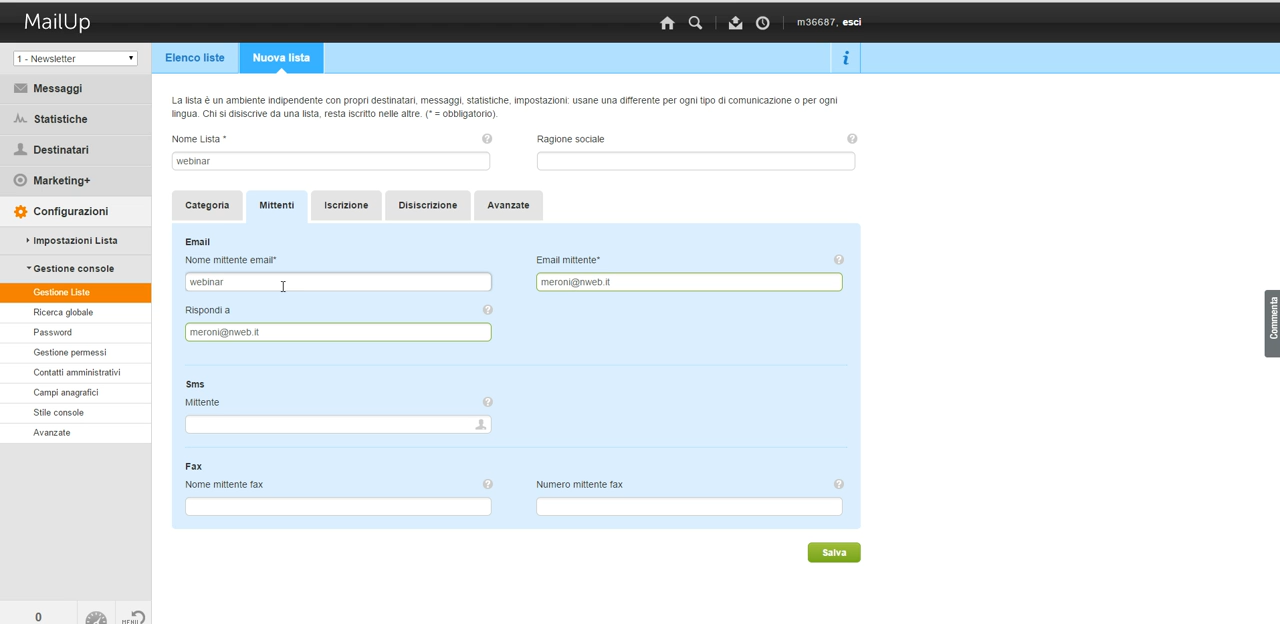 MailUp
m36687, esci
1 - Newsletter
Elenco liste
Nuova lista
i
Messaggi
Statistiche
Destinatari
Marketing+
Configurazioni
Impostazioni Lista
Gestione console
Gestione Liste
Ricerca globale
Password
Gestione permessi
Contatti amministrativi
Campi anagrafici
Stile console
Avanzate
0
MENU
La lista è un ambiente indipendente con propri destinatari, messaggi, statistiche, impostazioni: usane una differente per ogni tipo di comunicazione o per ogni
lingua. Chi si disiscrive da una lista, resta iscritto nelle altre. (* = obbligatorio).
Nome Lista * ?
Ragione sociale ?
webinar
Categoria
Mittenti
Iscrizione
Disiscrizione
Avanzate
Email
Nome mittente email*
Email mittente* ?
webinar
meroni@nweb.it
Rispondi a ?
meroni@nweb.it
Sms
Mittente ?
Fax
Nome mittente fax ?
Numero mittente fax ?
Salva
Commenta